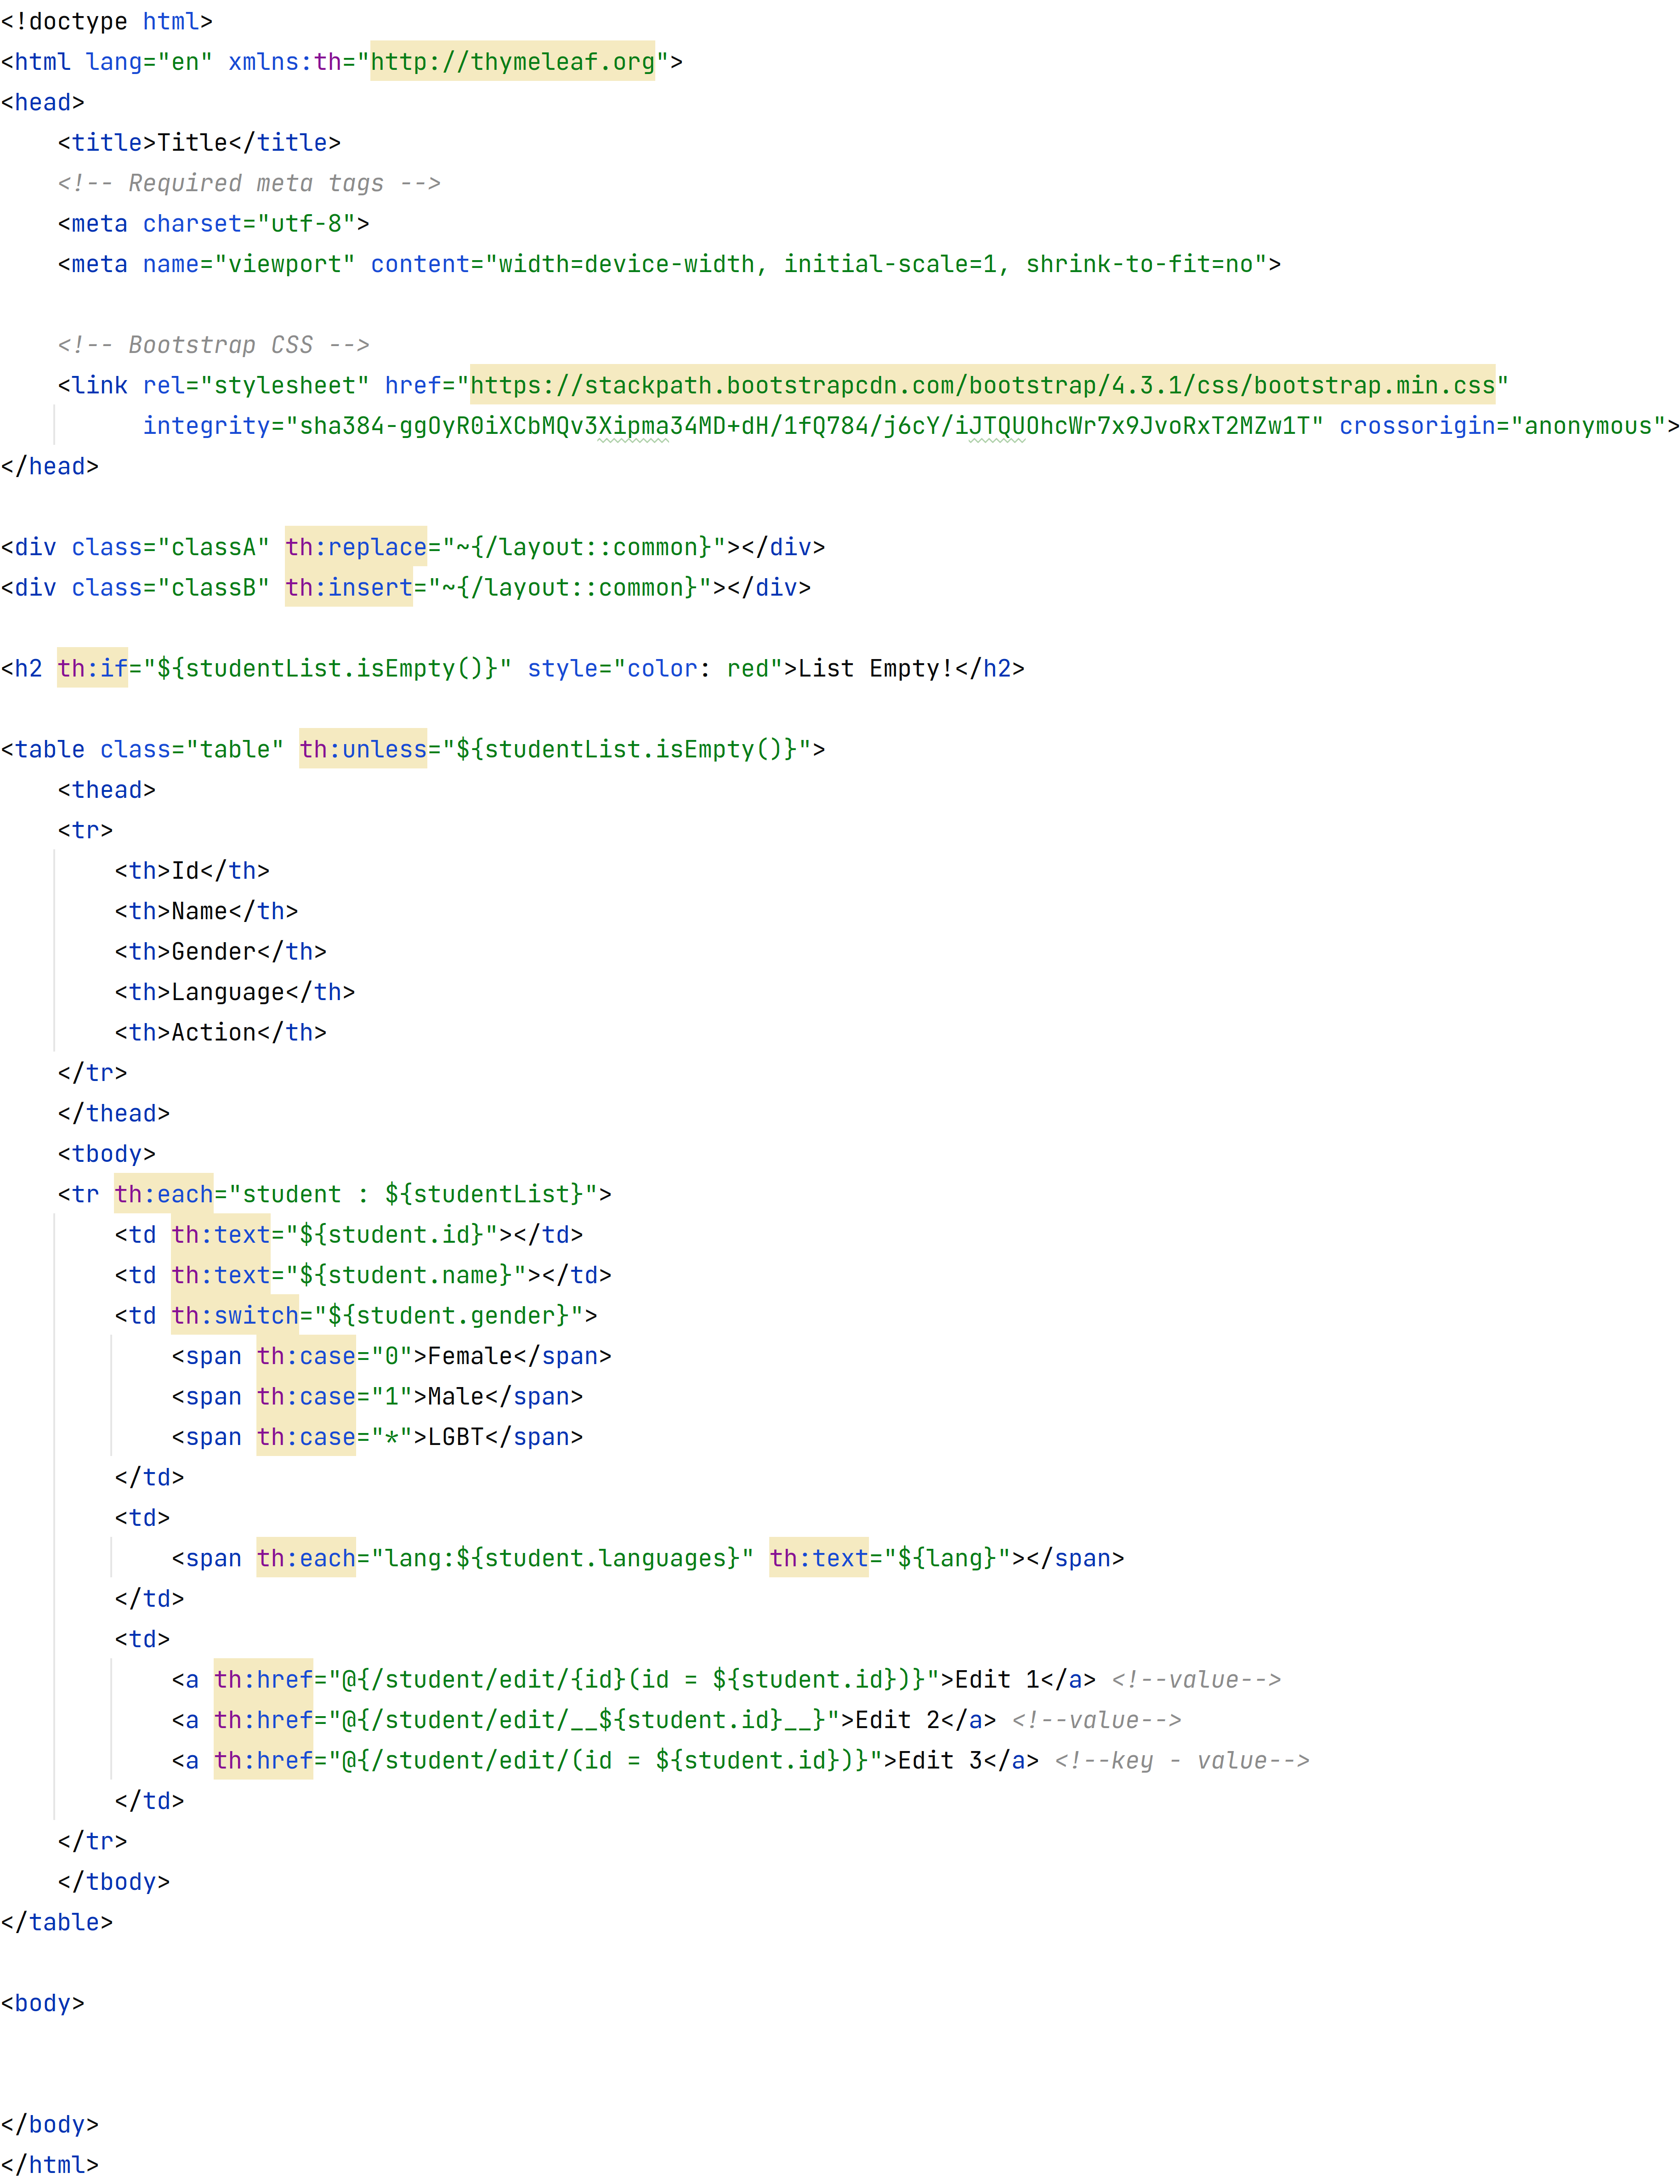 <!doctype html>
<html lang="en" xmlns:th="http://thymeleaf.org">
<head>
    <title>Title</title>
    <!-- Required meta tags -->
    <meta charset="utf-8">
    <meta name="viewport" content="width=device-width, initial-scale=1, shrink-to-fit=no">

    <!-- Bootstrap CSS -->
    <link rel="stylesheet" href="https://stackpath.bootstrapcdn.com/bootstrap/4.3.1/css/bootstrap.min.css"
          integrity="sha384-ggOyR0iXCbMQv3Xipma34MD+dH/1fQ784/j6cY/iJTQUOhcWr7x9JvoRxT2MZw1T" crossorigin="anonymous">
</head>

<div class="classA" th:replace="~{/layout::common}"></div>
<div class="classB" th:insert="~{/layout::common}"></div>

<h2 th:if="${studentList.isEmpty()}" style="color: red">List Empty!</h2>

<table class="table" th:unless="${studentList.isEmpty()}">
    <thead>
    <tr>
        <th>Id</th>
        <th>Name</th>
        <th>Gender</th>
        <th>Language</th>
        <th>Action</th>
    </tr>
    </thead>
    <tbody>
    <tr th:each="student : ${studentList}">
        <td th:text="${student.id}"></td>
        <td th:text="${student.name}"></td>
        <td th:switch="${student.gender}">
            <span th:case="0">Female</span>
            <span th:case="1">Male</span>
            <span th:case="*">LGBT</span>
        </td>
        <td>
            <span th:each="lang:${student.languages}" th:text="${lang}"></span>
        </td>
        <td>
            <a th:href="@{/student/edit/{id}(id = ${student.id})}">Edit 1</a> <!--value-->
            <a th:href="@{/student/edit/__${student.id}__}">Edit 2</a> <!--value-->
            <a th:href="@{/student/edit/(id = ${student.id})}">Edit 3</a> <!--key - value-->
        </td>
    </tr>
    </tbody>
</table>

<body>


</body>
</html>